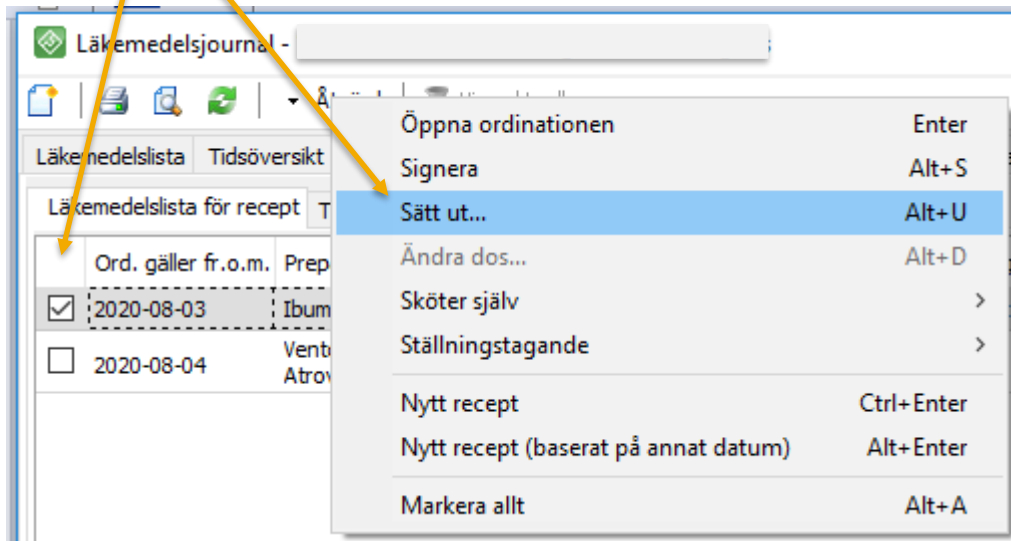 Läkemedelsjournal -
Läkemedelslista Tidsöversikt
Läkemedelslista för recept
Ord. gäller fr.o.m.
2020-08-03
2020-08-04
Öppna ordinationen Enter
Signera Alt+S
Sätt ut... Alt+U
Ändra dos... Alt+D
Sköter själv >
Ställningstagande >
Nytt recept Ctrl+Enter
Nytt recept (baserat på annat datum) Alt+Enter
Markera allt Alt+A